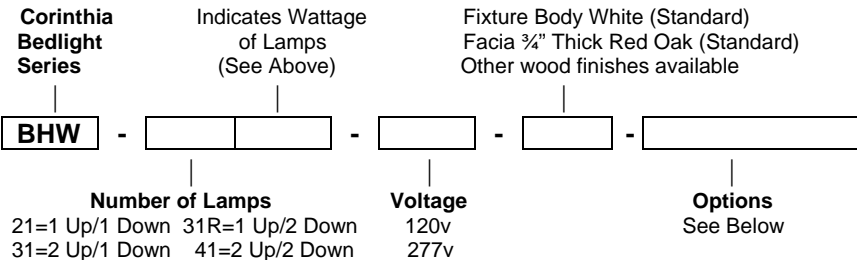 Corinthia Indicates Wattage Fixture Body White (Standard)
Bedlight of Lamps Facia ¾” Thick Red Oak (Standard)
Series (See Above) Other wood finishes available
BHW - - - -
Number of Lamps Voltage Options
21=1 Up/1 Down 31R=1 Up/2 Down 120v See Below
31=2 Up/1 Down 41=2 Up/2 Down 277v